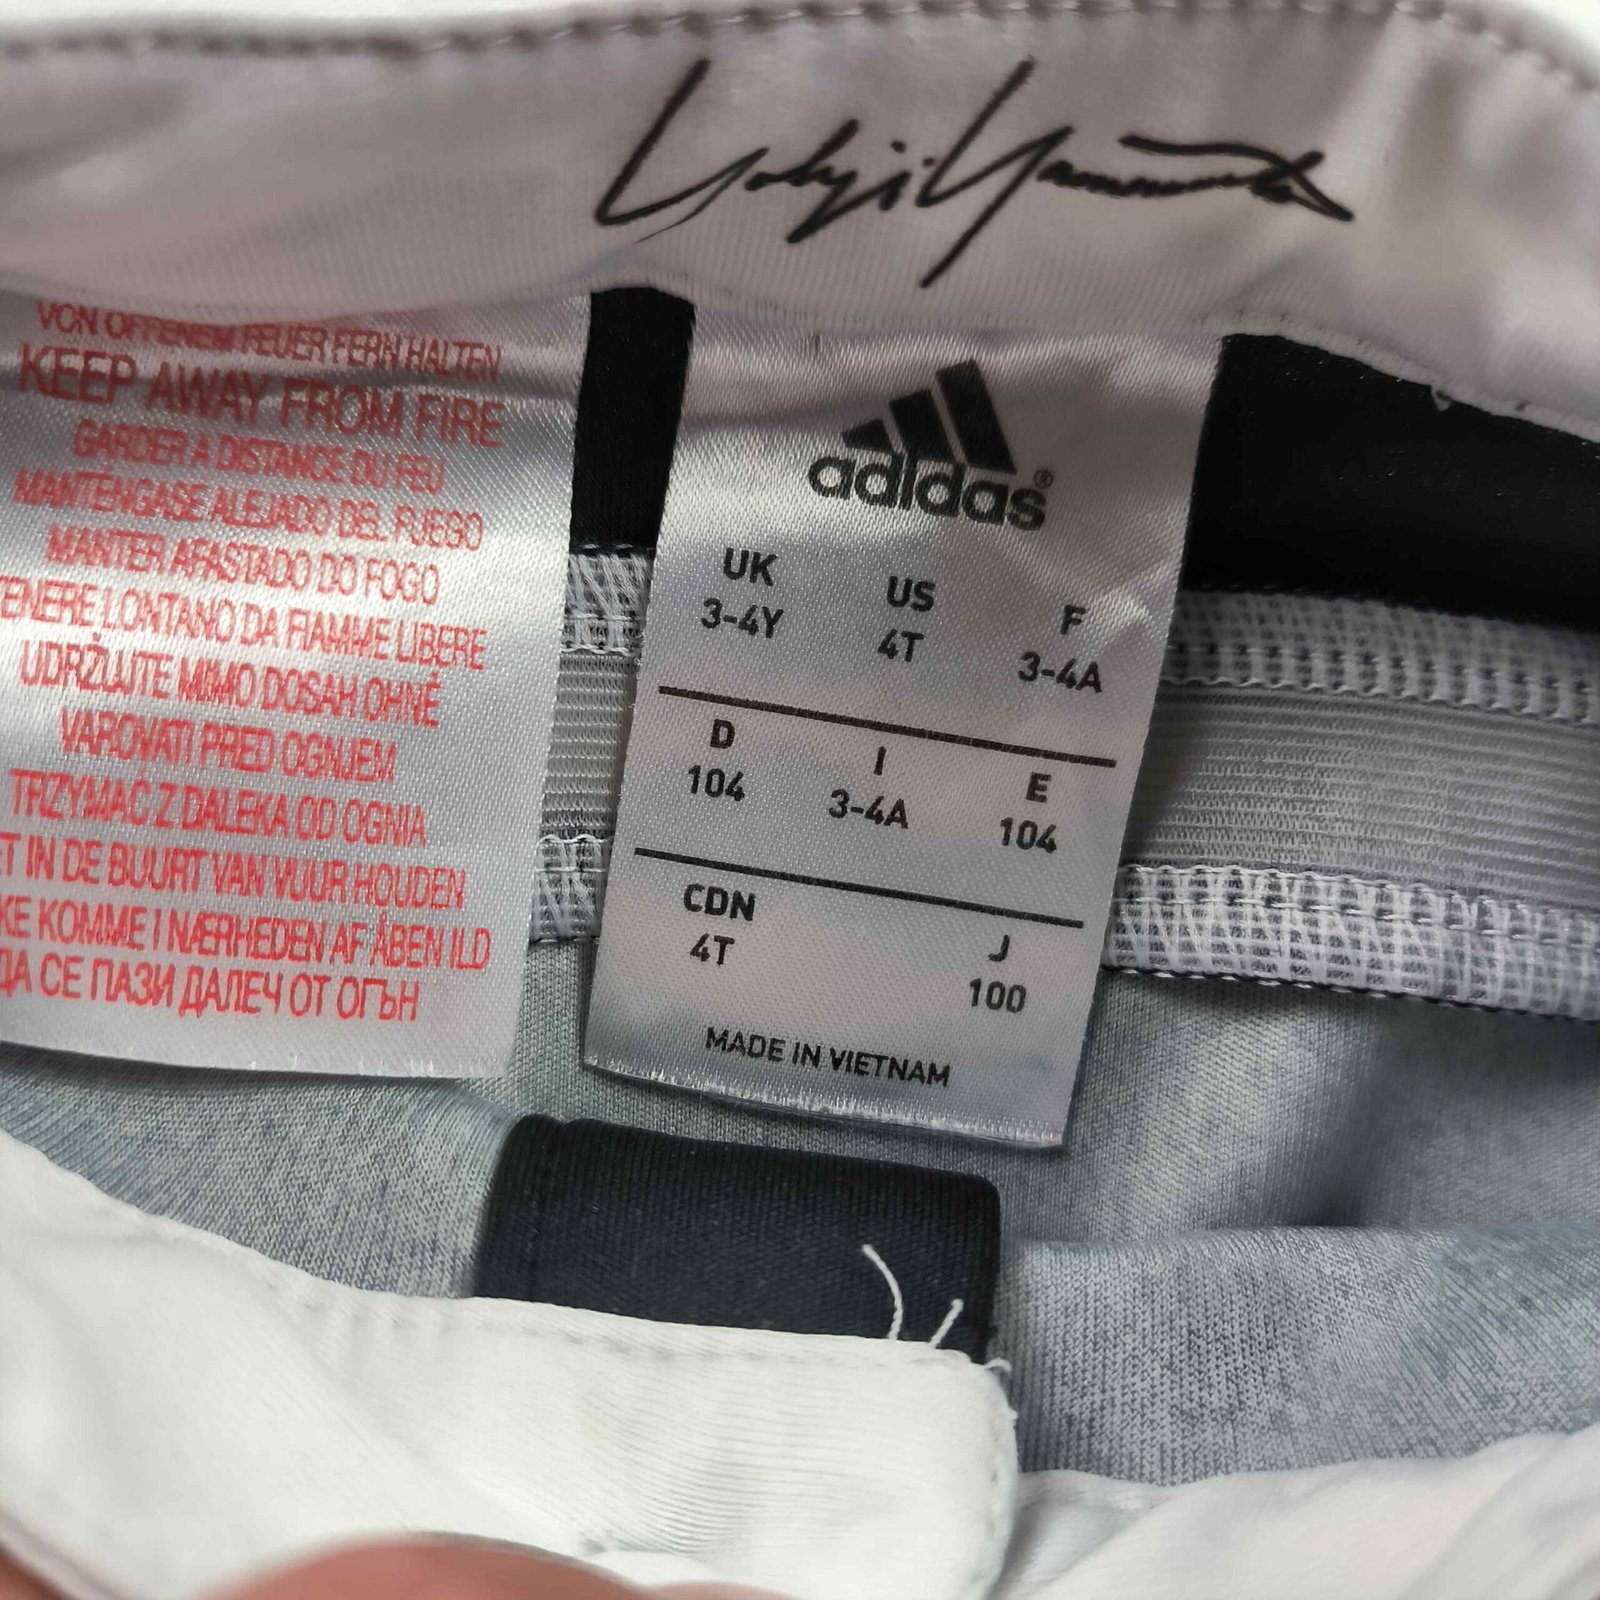 Yohji Yamamoto
VON OFFENEM FEUER FERN HALTEN
KEEP AWAY FROM FIRE
GARDER A DISTANCE DU FEU
MANTENGASE ALEJADO DEL FUEGO
MANTER AFASTADO DO FOGO
TENERE LONTANO DA FIAMME LIBERE
UDRŽUJTE MIMO DOSAH OHNĚ
VAROVATI PRED OGNJEM
TRZYMAĆ Z DALEKA OD OGNIA
IN DE BUURT VAN VUUR HOUDEN
KOMME I NÆRHEDEN AF ÅBEN ILD
ДА СЕ ПАЗИ ДАЛЕЧ ОТ ОГЪН
adidas®
UK US F
3-4Y 4T 3-4A
D I E
104 3-4A 104
CDN J
4T 100
MADE IN VIETNAM